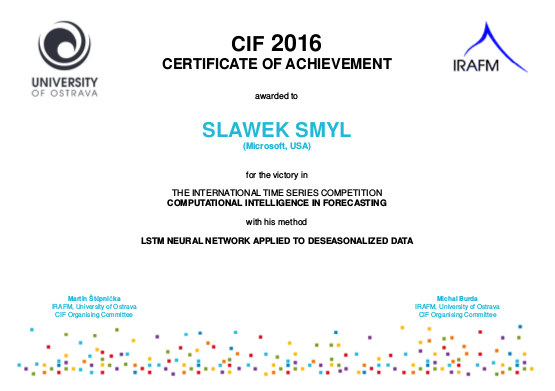 UNIVERSITY
OF OSTRAVA
CIF 2016
CERTIFICATE OF ACHIEVEMENT
IRAFM
awarded to
SLAWEK SMYL
(Microsoft, USA)
for the victory in
THE INTERNATIONAL TIME SERIES COMPETITION
COMPUTATIONAL INTELLIGENCE IN FORECASTING
with his method
LSTM NEURAL NETWORK APPLIED TO DESEASONALIZED DATA
Martin Štěpnička
IRAFM, University of Ostrava
CIF Organising Committee
Michal Burda
IRAFM, University of Ostrava
CIF Organising Committee